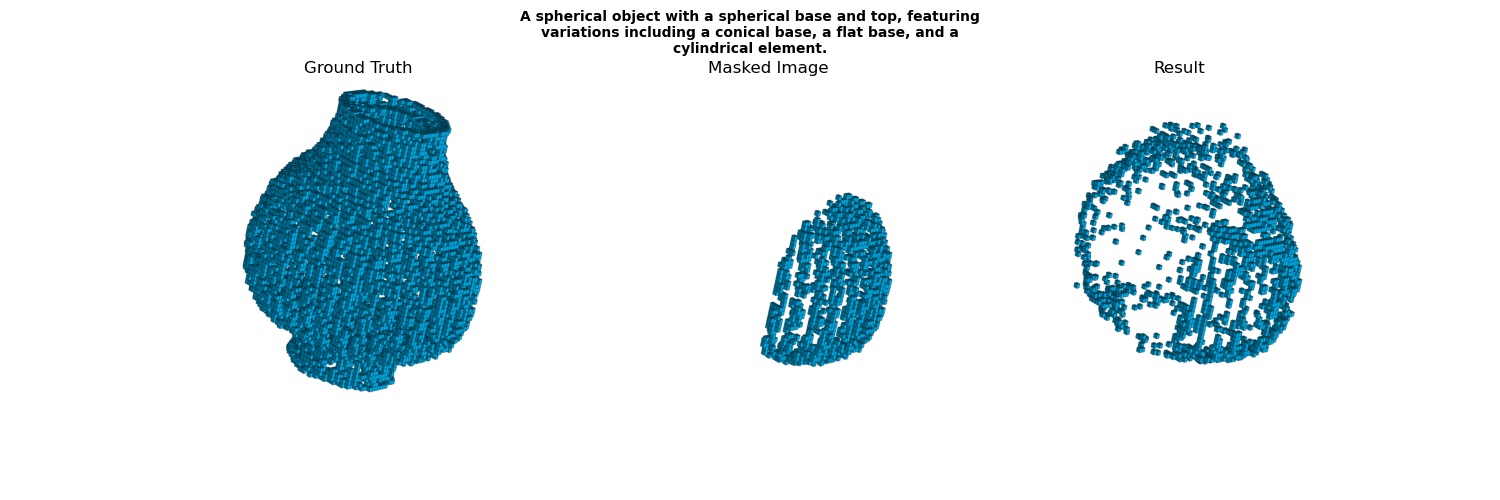 A spherical object with a spherical base and top, featuring
variations including a conical base, a flat base, and a
cylindrical element.
Ground Truth
Masked Image
Result